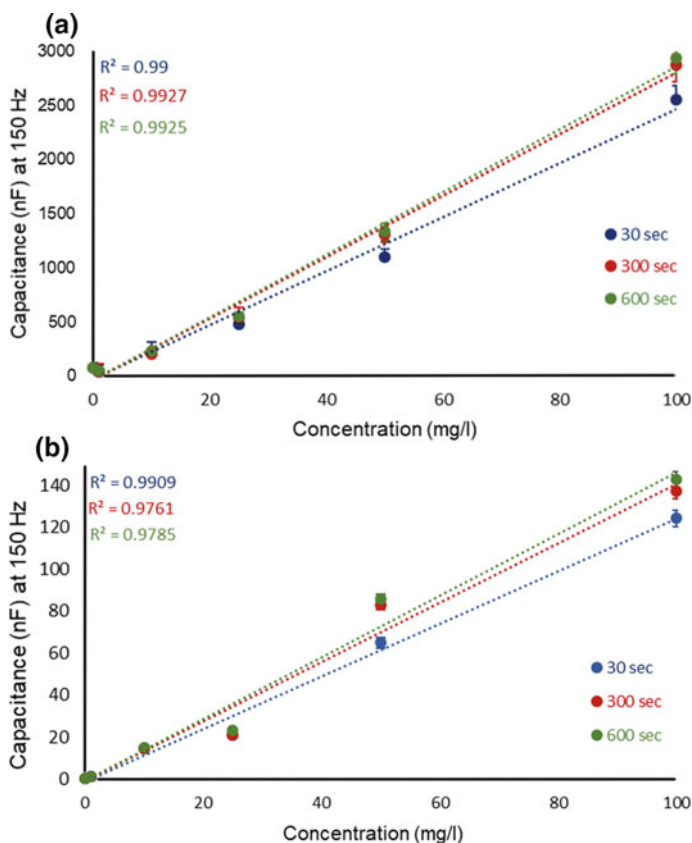 (a)
3000
2500
2000
1500
1000
500
0
Capacitance (nF) at 150 Hz
R² = 0.99
R² = 0.9927
R² = 0.9925
30 sec
300 sec
600 sec
0 20 40 60 80 100
Concentration (mg/l)
(b)
140
120
100
80
60
40
20
0
Capacitance (nF) at 150 Hz
R² = 0.9909
R² = 0.9761
R² = 0.9785
30 sec
300 sec
600 sec
0 20 40 60 80 100
Concentration (mg/l)